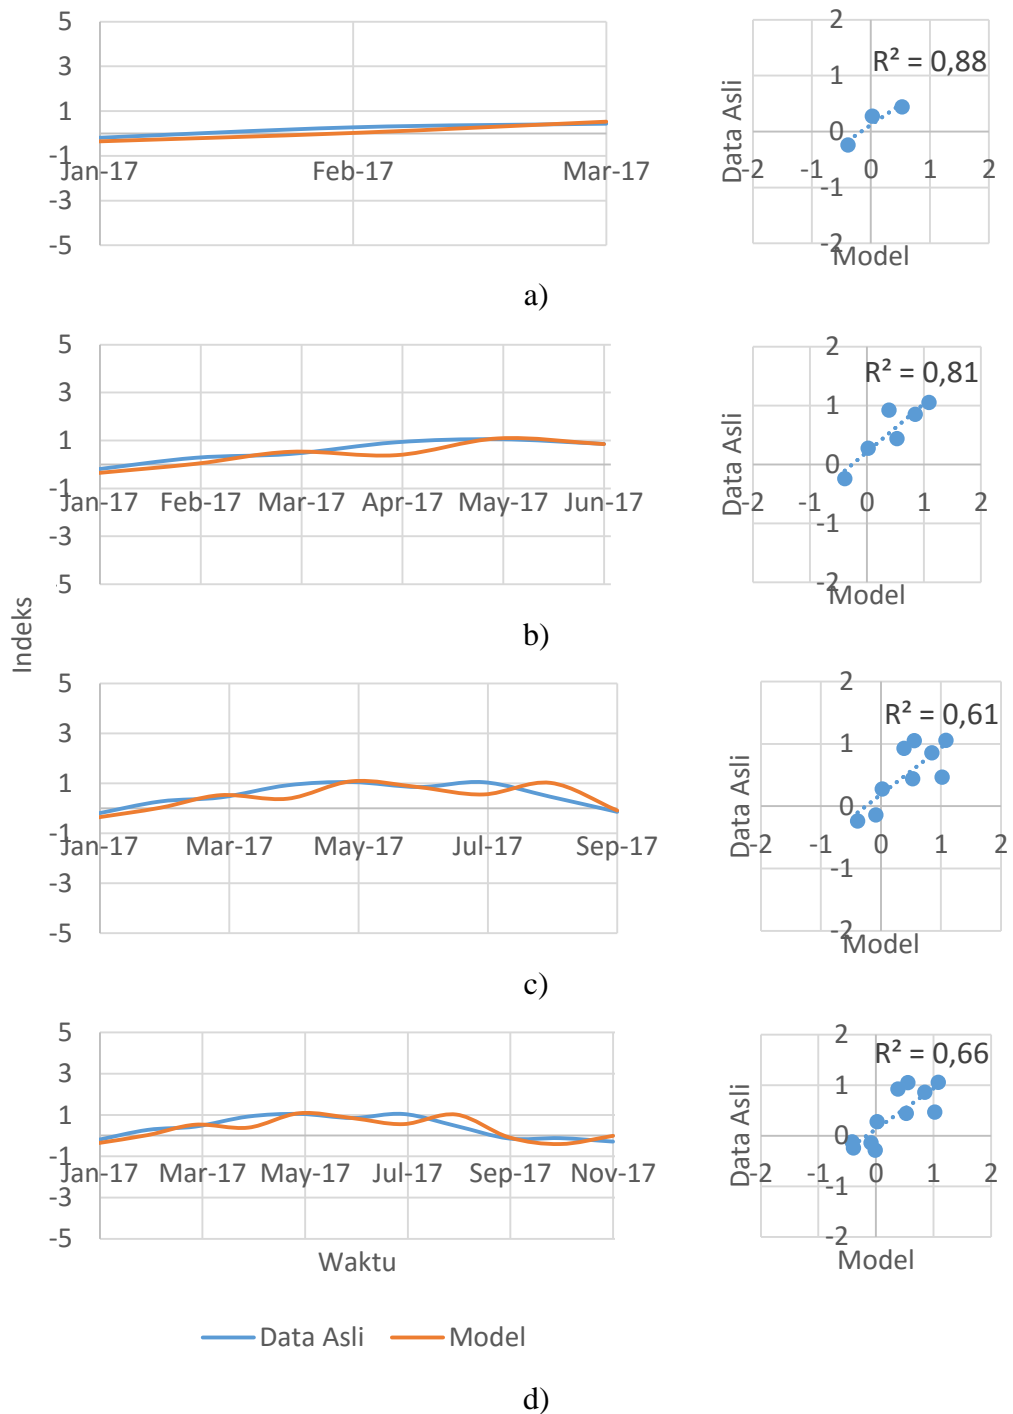 5
3
1
-1
-3
-5
Jan-17 Feb-17 Mar-17
R² = 0,88
Data Asli
2
1
0
-1
-2
-2 -1 0 1 2
Model
a)
5
3
1
-1
-3
-5
Jan-17 Feb-17 Mar-17 Apr-17 May-17 Jun-17
R² = 0,81
Data Asli
2
1
0
-1
-2
-2 -1 0 1 2
Model
b)
Indeks
5
3
1
-1
-3
-5
Jan-17 Mar-17 May-17 Jul-17 Sep-17
R² = 0,61
Data Asli
2
1
0
-1
-2
-2 -1 0 1 2
Model
c)
5
3
1
-1
-3
-5
Jan-17 Mar-17 May-17 Jul-17 Sep-17 Nov-17
Waktu
R² = 0,66
Data Asli
2
1
0
-1
-2
-2 -1 0 1 2
Model
Data Asli Model
d)